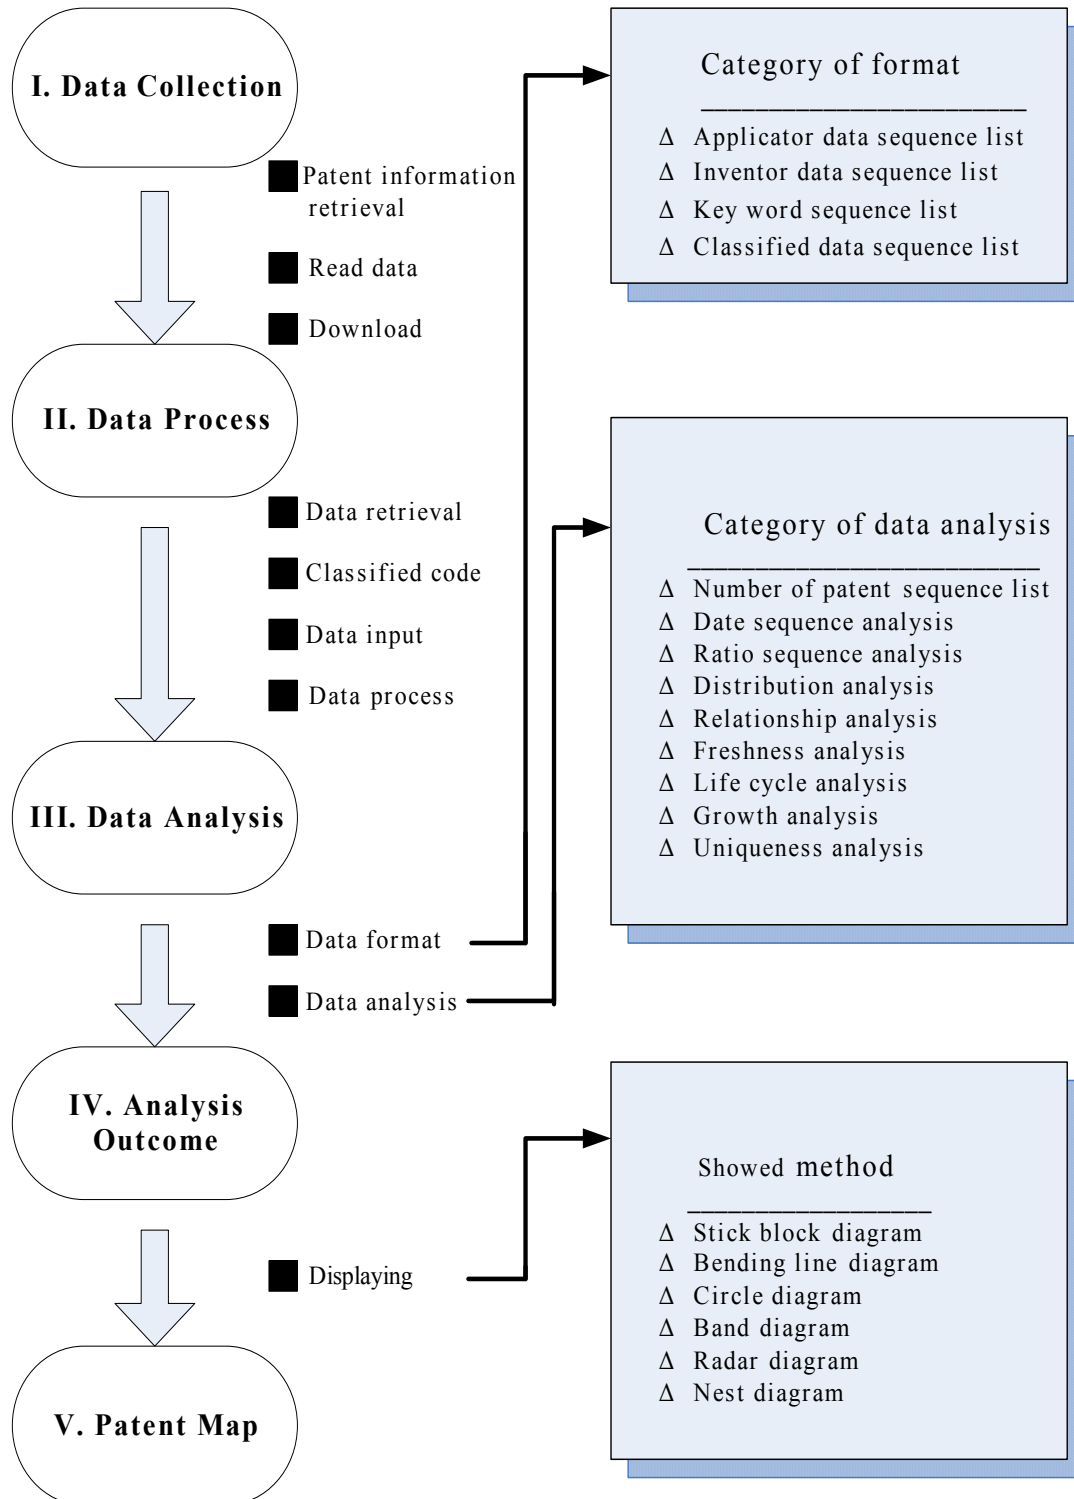 I. Data Collection
Patent information
retrieval
Read data
Download
II. Data Process
Data retrieval
Classified code
Data input
Data process
III. Data Analysis
Data format
Data analysis
IV. Analysis
Outcome
Displaying
V. Patent Map
Category of format
Δ Applicator data sequence list
Δ Inventor data sequence list
Δ Key word sequence list
Δ Classified data sequence list
Category of data analysis
Δ Number of patent sequence list
Δ Date sequence analysis
Δ Ratio sequence analysis
Δ Distribution analysis
Δ Relationship analysis
Δ Freshness analysis
Δ Life cycle analysis
Δ Growth analysis
Δ Uniqueness analysis
Showed method
Δ Stick block diagram
Δ Bending line diagram
Δ Circle diagram
Δ Band diagram
Δ Radar diagram
Δ Nest diagram